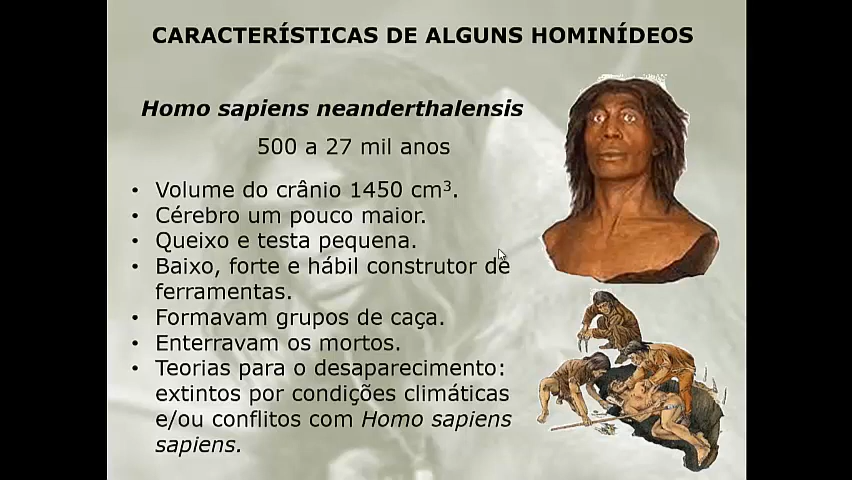 CARACTERÍSTICAS DE ALGUNS HOMINÍDEOS
Homo sapiens neanderthalensis
500 a 27 mil anos
• Volume do crânio 1450 cm³.
• Cérebro um pouco maior.
• Queixo e testa pequena.
• Baixo, forte e hábil construtor de
ferramentas.
• Formavam grupos de caça.
• Enterravam os mortos.
• Teorias para o desaparecimento:
extintos por condições climáticas
e/ou conflitos com Homo sapiens
sapiens.